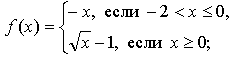 f(x) = { -x, если -2 < x ≤ 0,
√x - 1, если x ≥ 0;